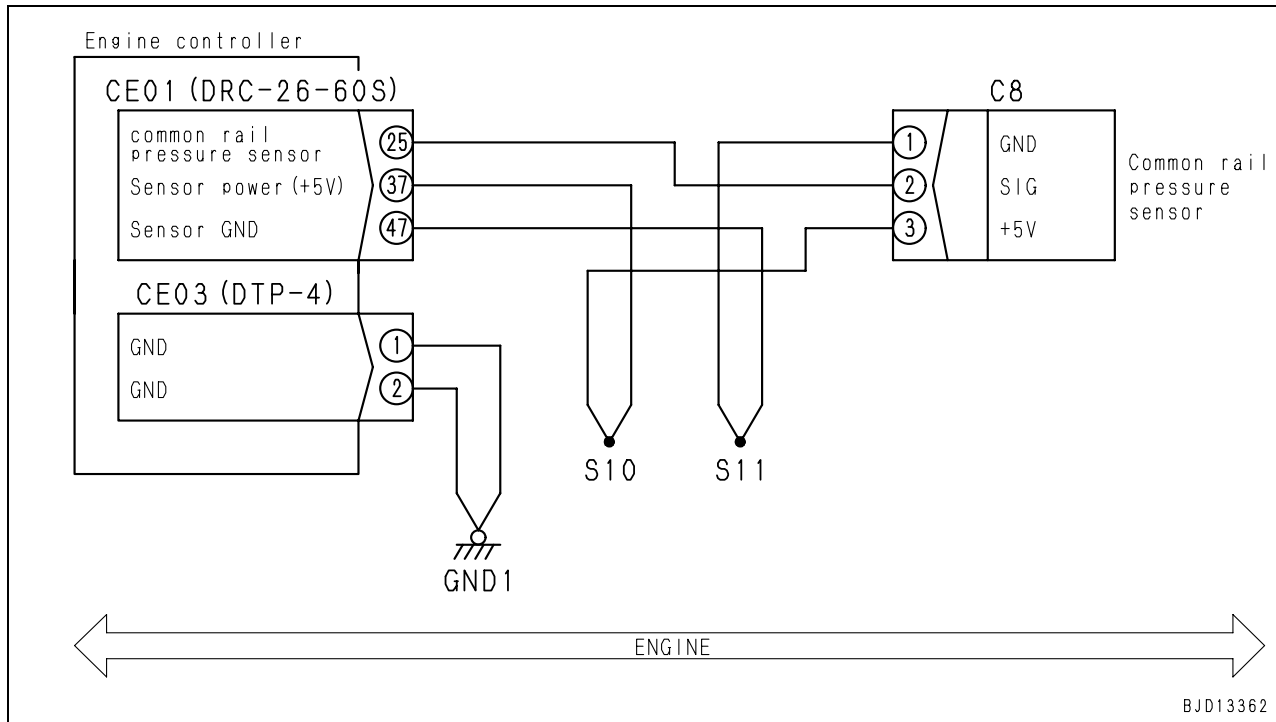 Engine controller
CE01(DRC-26-60S)
common rail
pressure sensor
25
Sensor power(+5V)
37
Sensor GND
47
CE03(DTP-4)
GND
1
GND
2
C8
1
GND
2
SIG
3
+5V
Common rail
pressure
sensor
S10
S11
GND1
ENGINE
BJD13362